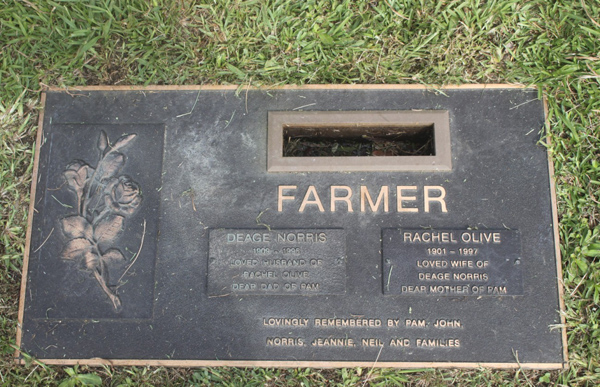 FARMER
DEAGE NORRIS
LOVED HUSBAND OF
RACHEL OLIVE
DEAR DAD OF PAM
RACHEL OLIVE
1901 - 1997
LOVED WIFE OF
DEAGE NORRIS
DEAR MOTHER OF PAM
LOVINGLY REMEMBERED BY PAM, JOHN,
NORRIS, JEANNIE, NEIL AND FAMILIES